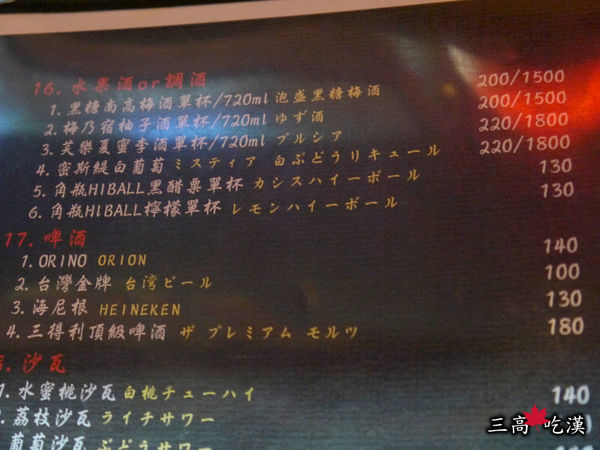 16. 水果酒or調酒
1. 黑糖南高梅酒單杯/720ml 泡盛黑糖梅酒 200/1500
2. 梅乃宿柚子酒單杯/720ml ゆず酒 200/1500
3. 芙樂夏蜜李酒單杯/720ml プルシア 220/1800
4. 密斯緹白葡萄 ミスティア 白ぶどうリキュール 220/1800
5. 角瓶HIBALL黑醋栗單杯 カシスハイーボール 130
6. 角瓶HIBALL檸檬單杯 レモンハイーボール 130
17. 啤酒
1. ORINO ORION 140
2. 台灣金牌 台湾ビール 100
3. 海尼根 HEINEKEN 130
4. 三得利頂級啤酒 ザ プレミアム モルツ 180
8. 沙瓦
1. 水蜜桃沙瓦 白桃チューハイ 140
2. 荔枝沙瓦 ライチサワー
葡萄沙瓦 ぶどうサワー
三高 吃漢